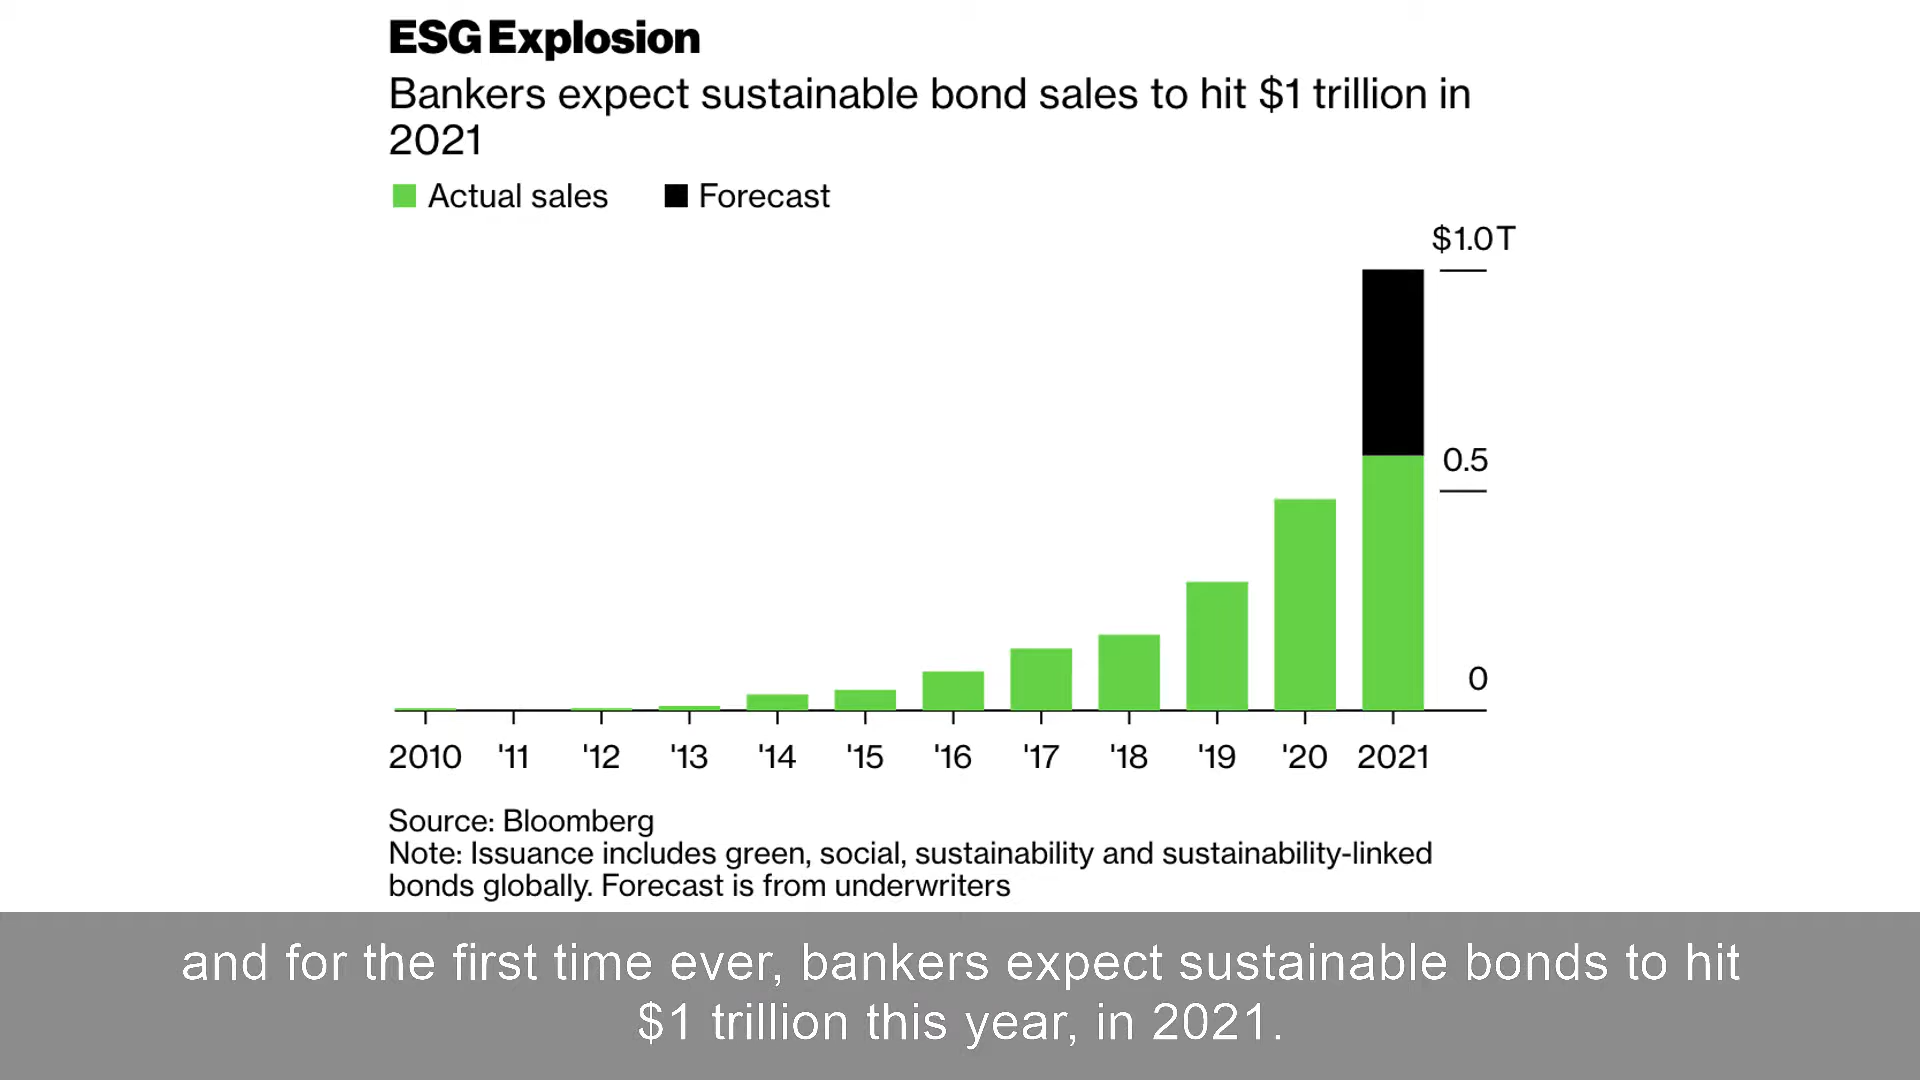 ESG Explosion
Bankers expect sustainable bond sales to hit $1 trillion in
2021
Actual sales Forecast
$1.0T
0.5
0
2010 '11 '12 '13 '14 '15 '16 '17 '18 '19 '20 2021
Source: Bloomberg
Note: Issuance includes green, social, sustainability and sustainability-linked
bonds globally. Forecast is from underwriters
and for the first time ever, bankers expect sustainable bonds to hit
$1 trillion this year, in 2021.